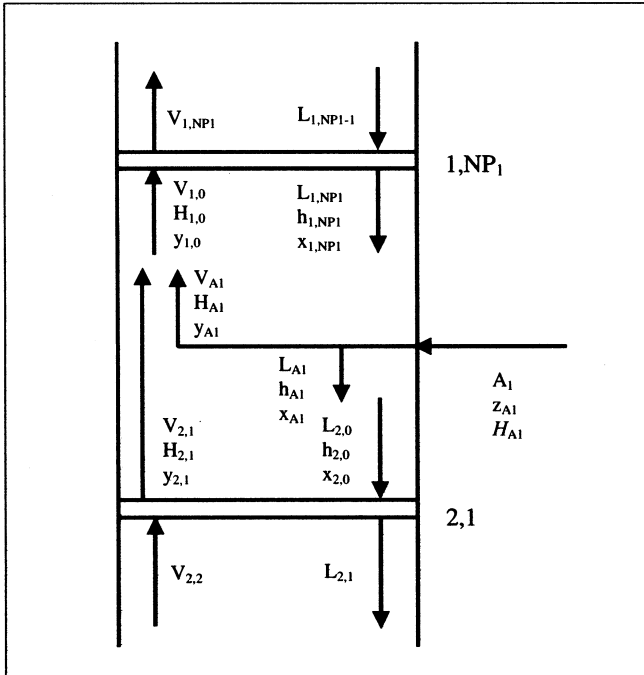 V1,NP1
L1,NP1-1
1,NP1
V1,0
H1,0
y1,0
L1,NP1
h1,NP1
x1,NP1
VA1
HA1
yA1
LA1
hA1
xA1
A1
zA1
HA1
V2,1
H2,1
y2,1
L2,0
h2,0
x2,0
2,1
V2,2
L2,1